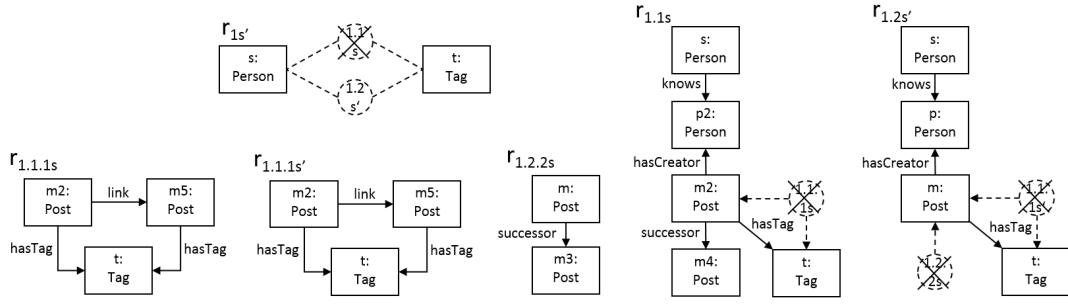 r1s'
s:
Person
1.1
s
1.2
s'
t:
Tag
r1.1.1s
m2:
Post
link
m5:
Post
hasTag
hasTag
t:
Tag
r1.1.1s'
m2:
Post
link
m5:
Post
hasTag
hasTag
t:
Tag
r1.2.2s
m:
Post
successor
m3:
Post
r1.1s
s:
Person
knows
p2:
Person
hasCreator
m2:
Post
1.1.
1s
hasTag
successor
m4:
Post
t:
Tag
r1.2s'
s:
Person
knows
p:
Person
hasCreator
m:
Post
1.1.
1s
hasTag
1.2.
2s
t:
Tag